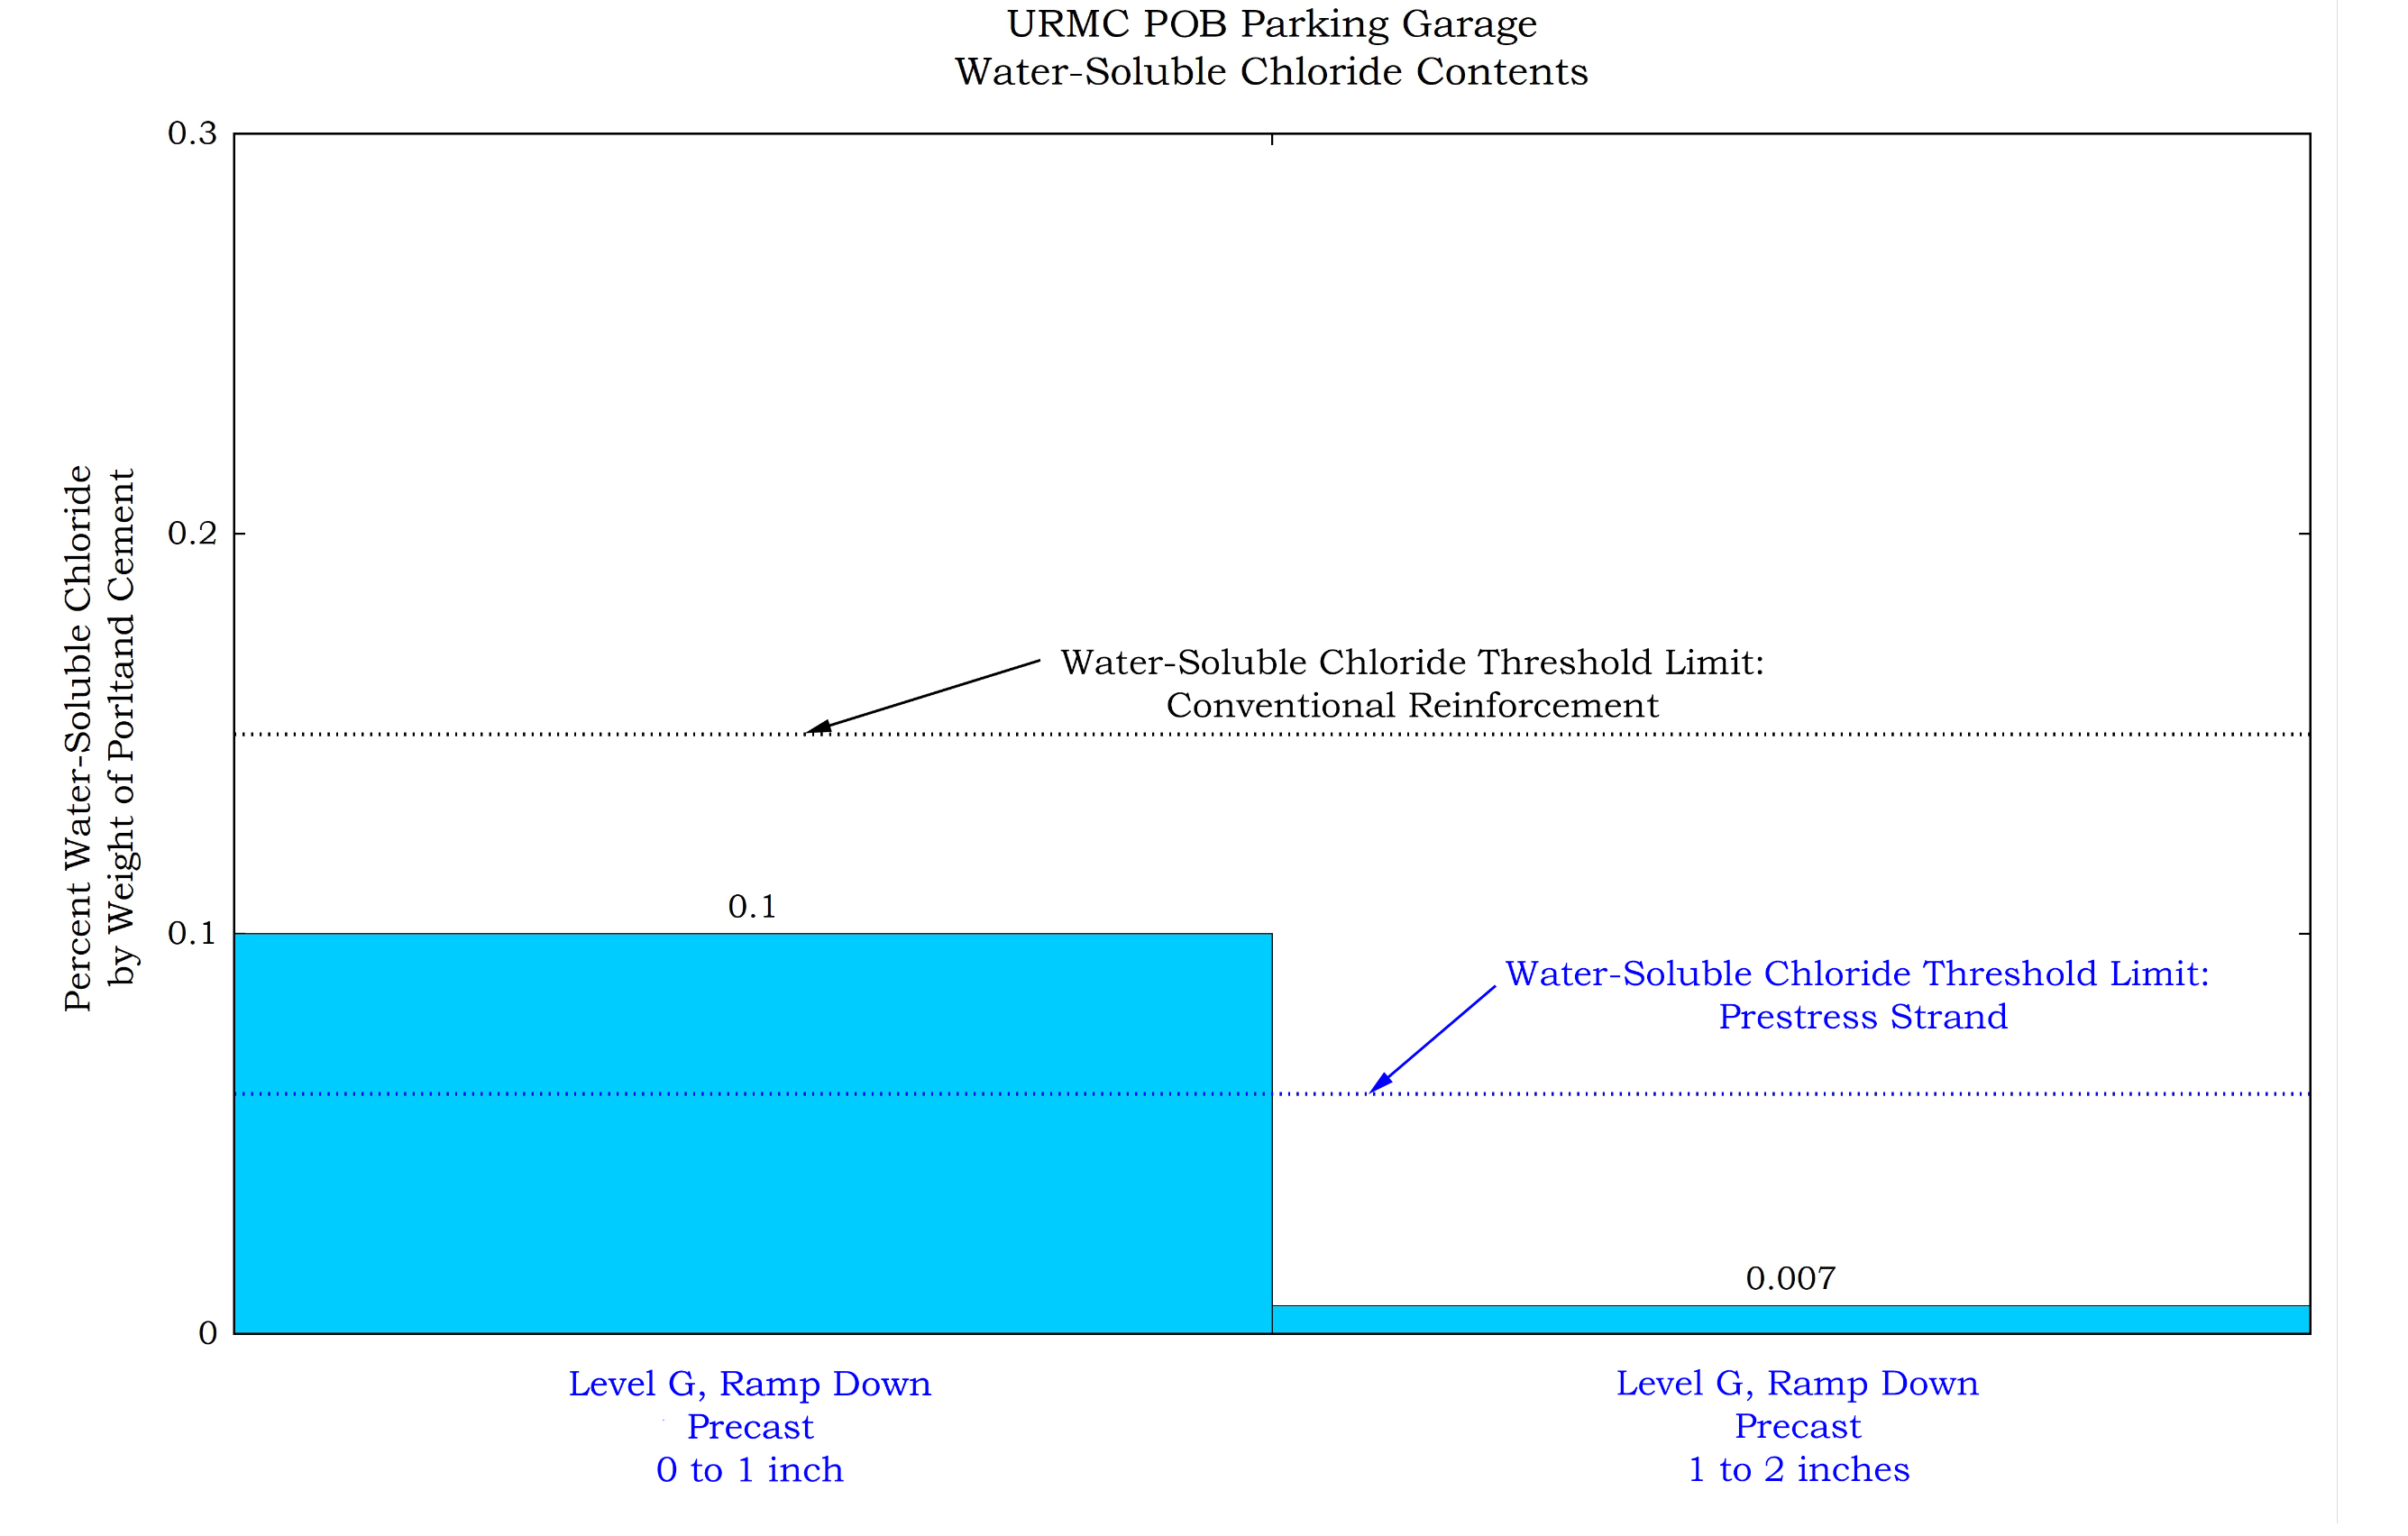 URMC POB Parking Garage
Water-Soluble Chloride Contents
Percent Water-Soluble Chloride
by Weight of Porltand Cement
0.3
0.2
0.1
0
Water-Soluble Chloride Threshold Limit:
Conventional Reinforcement
0.1
Water-Soluble Chloride Threshold Limit:
Prestress Strand
0.007
Level G, Ramp Down
Precast
0 to 1 inch
Level G, Ramp Down
Precast
1 to 2 inches